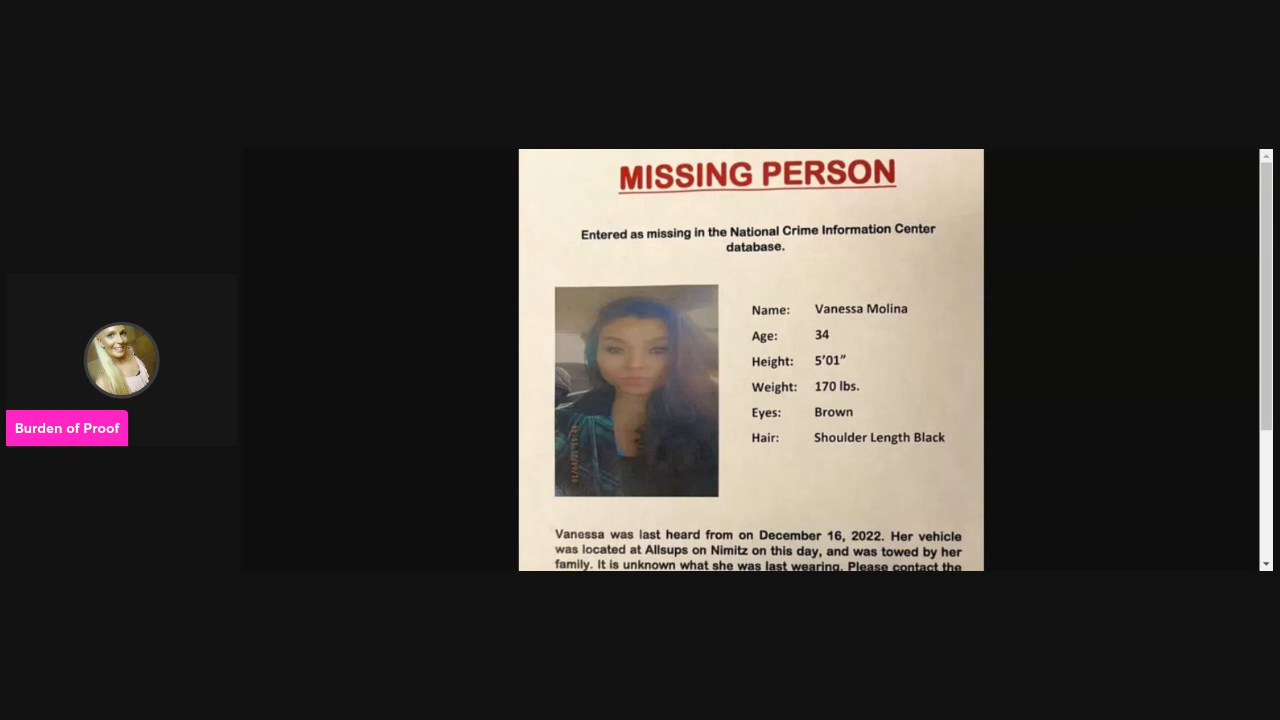 MISSING PERSON
Entered as missing in the National Crime Information Center
database.
Name: Vanessa Molina
Age: 34
Height: 5'01"
Weight: 170 lbs.
Eyes: Brown
Hair: Shoulder Length Black
Vanessa was last heard from on December 16, 2022. Her vehicle
was located at Allsups on Nimitz on this day, and was towed by her
family. It is unknown what she was last wearing. Please contact the
Burden of Proof